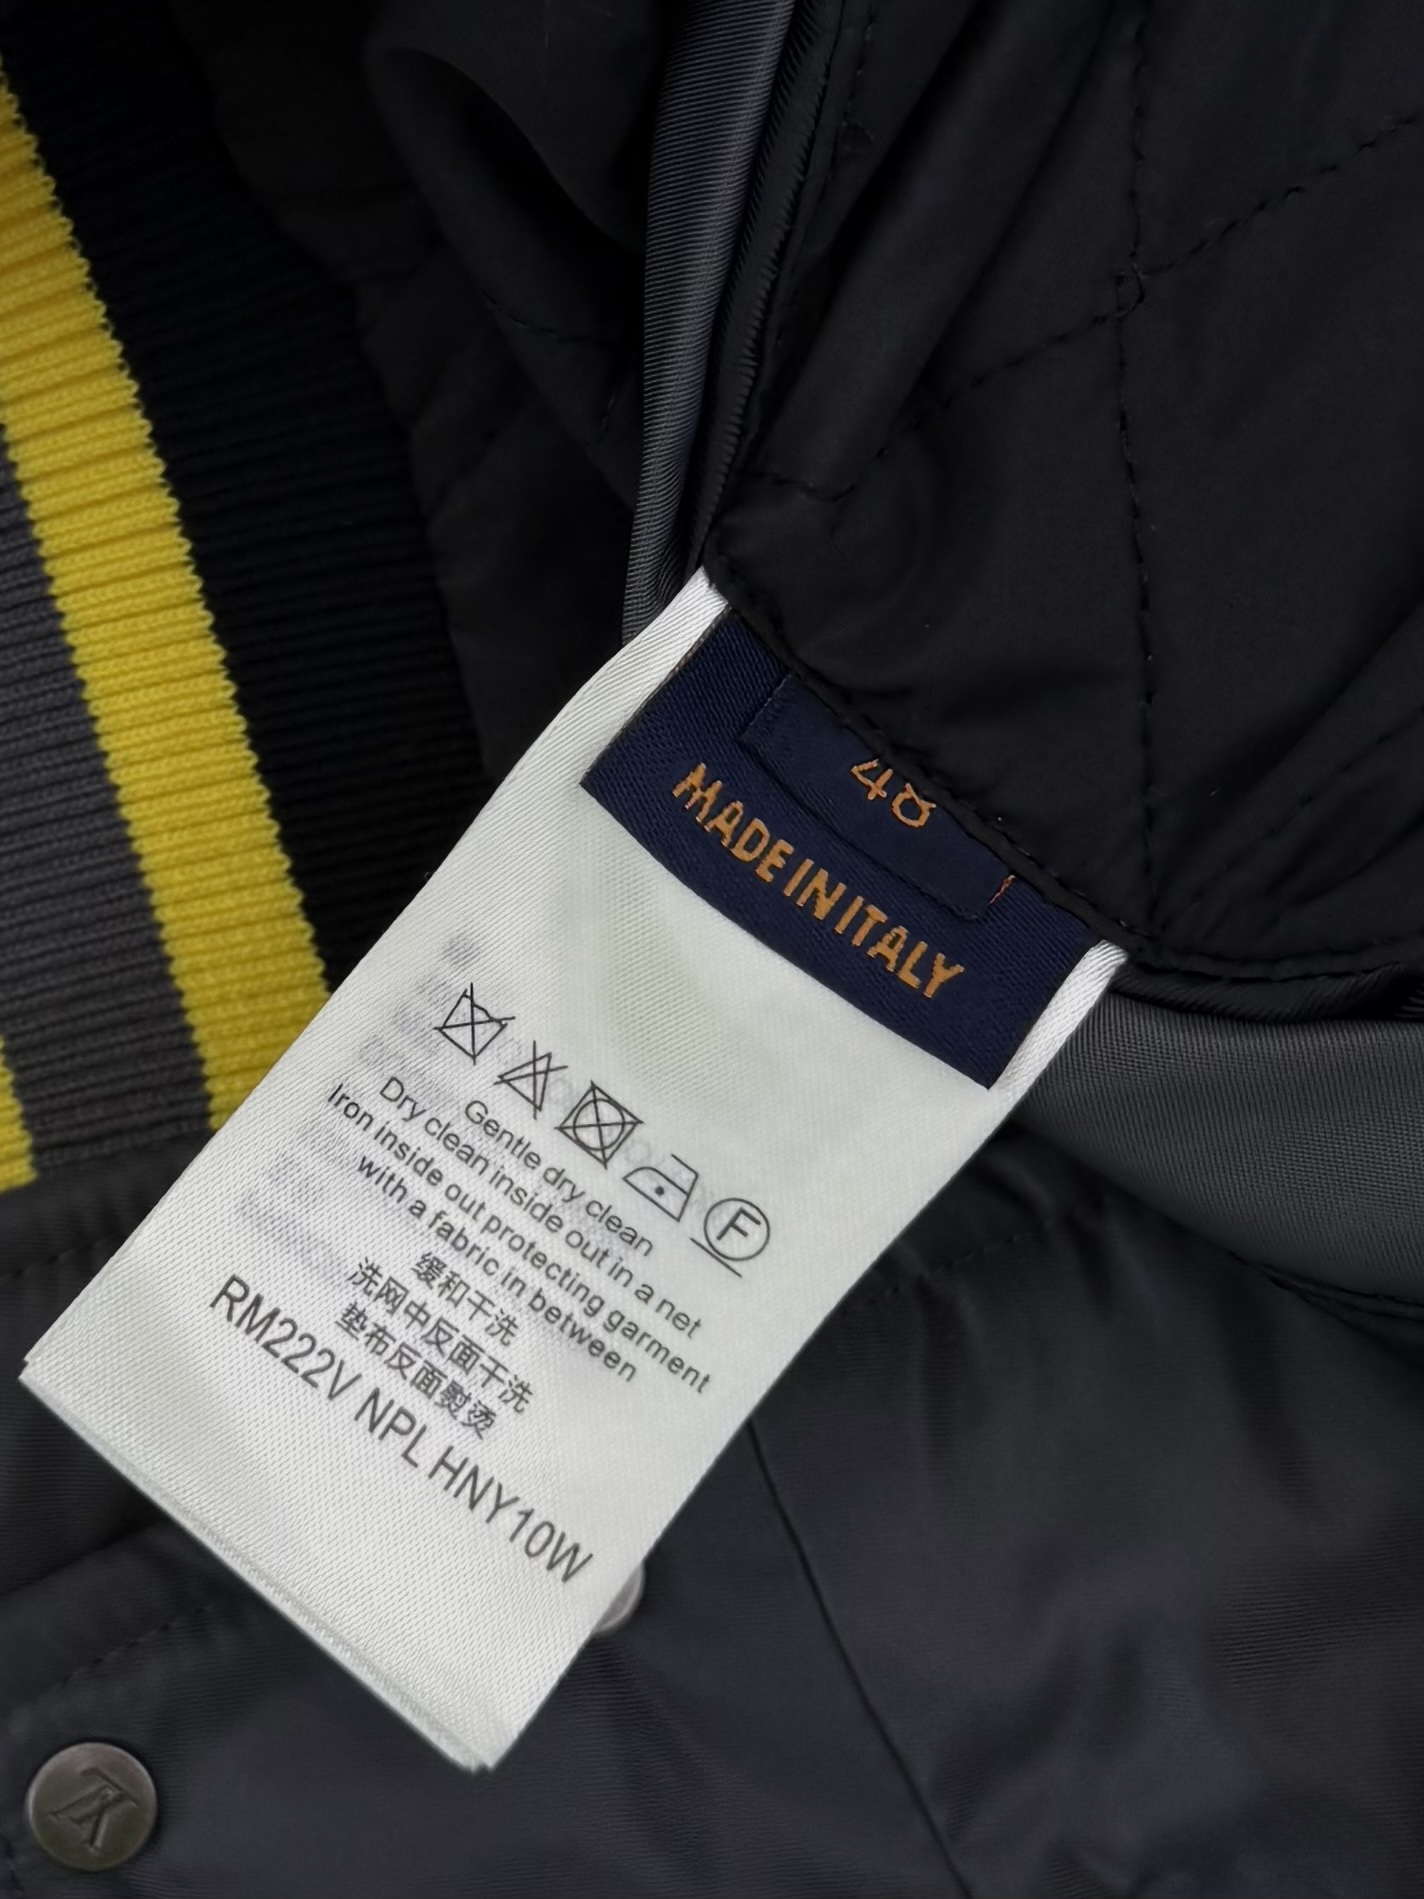 48
MADE IN ITALY
F
Gentle dry clean
Dry clean inside out in a net
Iron inside out protecting garment
with a fabric in between
缓和干洗
洗网中反面干洗
垫布反面熨烫
RM222V NPL HNY10W
LV